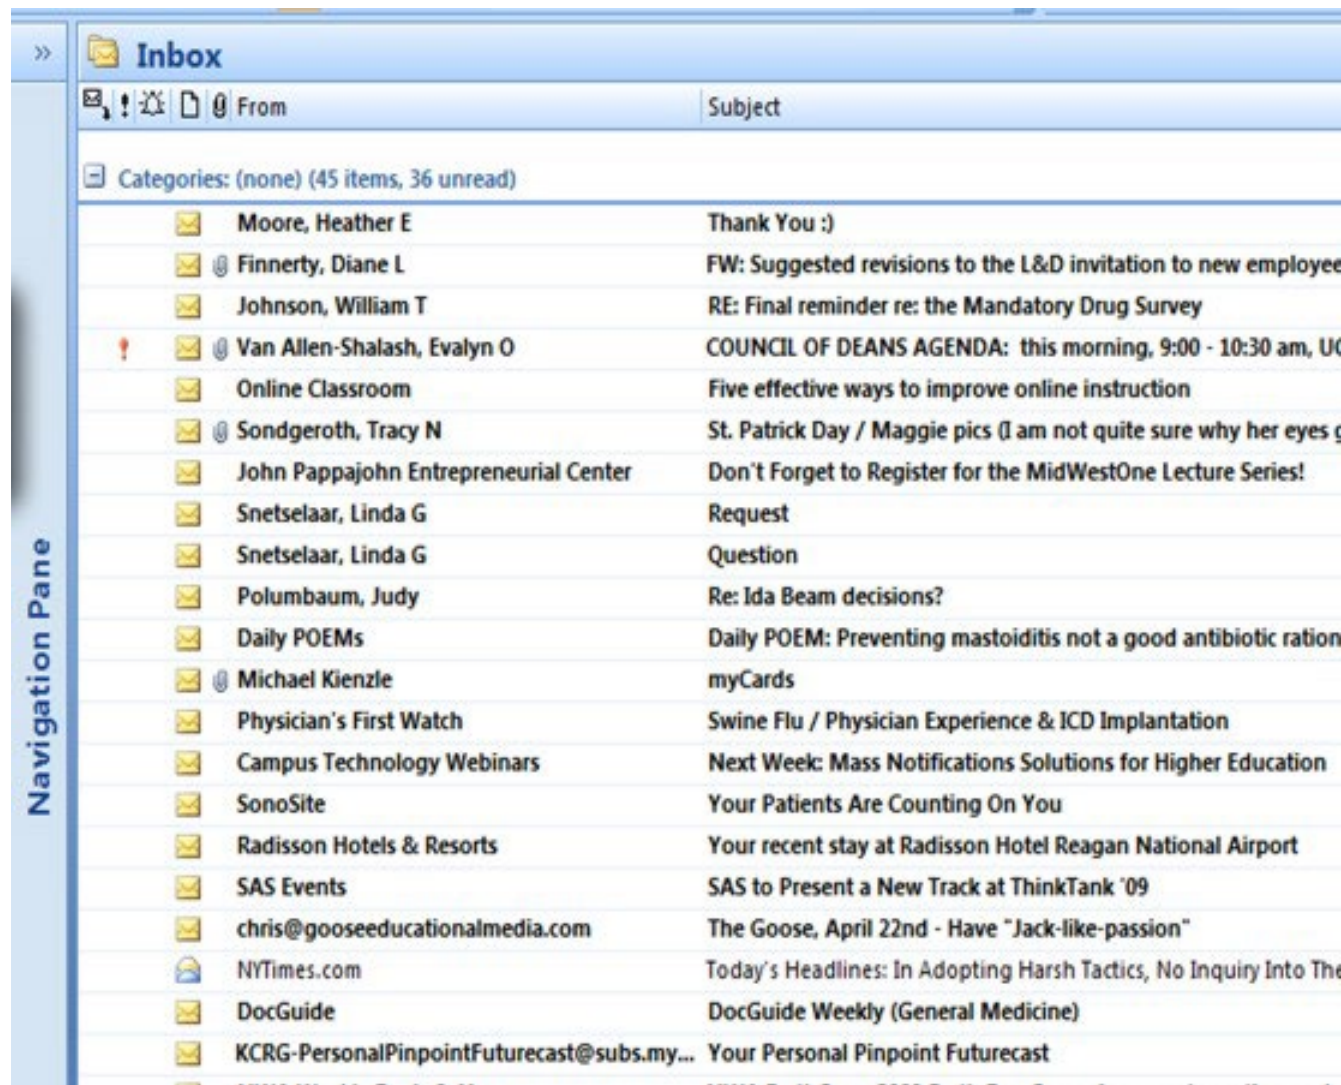 »
Inbox
From Subject
Categories: (none) (45 items, 36 unread)
Moore, Heather E Thank You :)
Finnerty, Diane L FW: Suggested revisions to the L&D invitation to new employee
Johnson, William T RE: Final reminder re: the Mandatory Drug Survey
Van Allen-Shalash, Evalyn O COUNCIL OF DEANS AGENDA: this morning, 9:00 - 10:30 am, UC
Online Classroom Five effective ways to improve online instruction
Sondgeroth, Tracy N St. Patrick Day / Maggie pics (I am not quite sure why her eyes g
John Pappajohn Entrepreneurial Center Don't Forget to Register for the MidWestOne Lecture Series!
Snetselaar, Linda G Request
Snetselaar, Linda G Question
Polumbaum, Judy Re: Ida Beam decisions?
Daily POEMs Daily POEM: Preventing mastoiditis not a good antibiotic ration
Michael Kienzle myCards
Physician's First Watch Swine Flu / Physician Experience & ICD Implantation
Campus Technology Webinars Next Week: Mass Notifications Solutions for Higher Education
SonoSite Your Patients Are Counting On You
Radisson Hotels & Resorts Your recent stay at Radisson Hotel Reagan National Airport
SAS Events SAS to Present a New Track at ThinkTank '09
chris@gooseeducationalmedia.com The Goose, April 22nd - Have "Jack-like-passion"
NYTimes.com Today's Headlines: In Adopting Harsh Tactics, No Inquiry Into The
DocGuide DocGuide Weekly (General Medicine)
KCRG-PersonalPinpointFuturecast@subs.my... Your Personal Pinpoint Futurecast
Navigation Pane